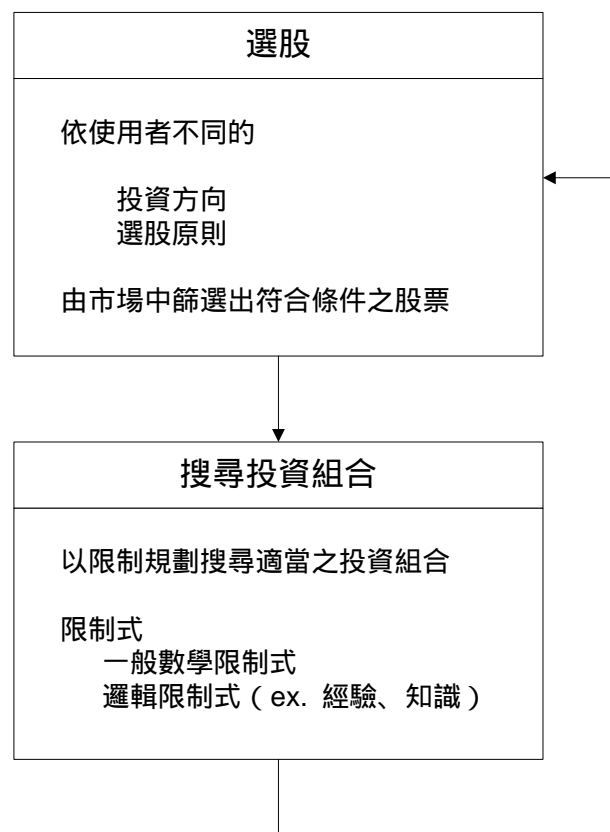 選股
依使用者不同的
投資方向
選股原則
由市場中篩選出符合條件之股票
搜尋投資組合
以限制規劃搜尋適當之投資組合
限制式
一般數學限制式
邏輯限制式（ex. 經驗、知識）